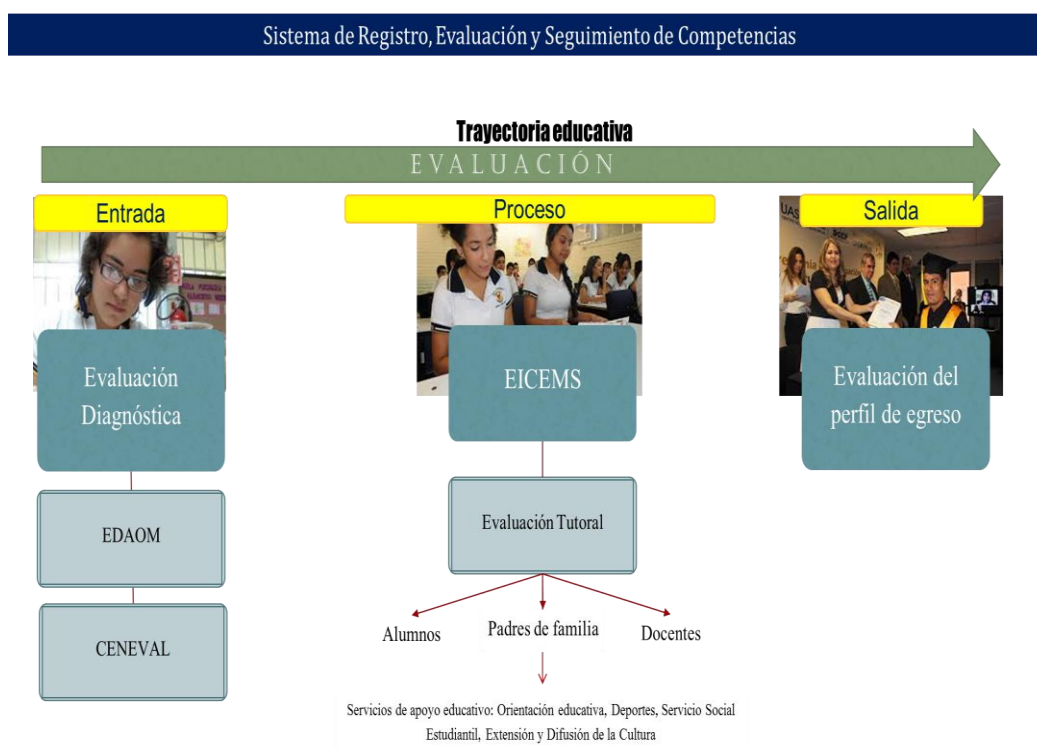 Sistema de Registro, Evaluación y Seguimiento de Competencias
Trayectoria educativa
EVALUACIÓN
Entrada
Proceso
Salida
UAS
Evaluación
Diagnóstica
EICEMS
Evaluación del
perfil de egreso
EDAOM
Evaluación Tutoral
CENEVAL
Alumnos
Padres de familia
Docentes
Servicios de apoyo educativo: Orientación educativa, Deportes, Servicio Social
Estudiantil, Extensión y Difusión de la Cultura